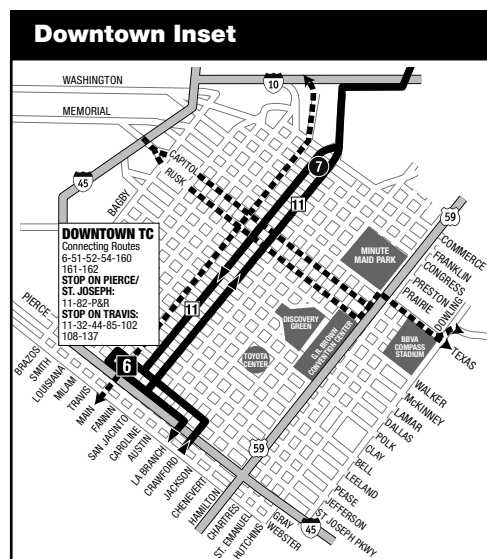 Downtown Inset
WASHINGTON
10
MEMORIAL
CAPITOL
RUSK
7
45
BAGBY
11
59
COMMERCE
FRANKLIN
CONGRESS
PRESTON
PRAIRIE
DOWLING
TEXAS
MINUTE
MAID PARK
DOWNTOWN TC
Connecting Routes
6-51-52-54-160
161-162
STOP ON PIERCE/
ST. JOSEPH:
11-82-P&R
STOP ON TRAVIS:
11-32-44-85-102
108-137
11
DISCOVERY
GREEN
G.R. BROWN
CONVENTION CENTER
TOYOTA
CENTER
BBVA
COMPASS
STADIUM
6
PIERCE
BRAZOS
SMITH
LOUISIANA
MILAM
TRAVIS
MAIN
FANNIN
SAN JACINTO
CAROLINE
AUSTIN
LA BRANCH
CRAWFORD
JACKSON
CHENEVERT
HAMILTON
59
CHARTRES
ST. EMANUEL
HUTCHINS
WALKER
McKINNEY
LAMAR
DALLAS
POLK
CLAY
BELL
LEELAND
PEASE
JEFFERSON
ST JOSEPH PKWY
GRAY
WEBSTER
45